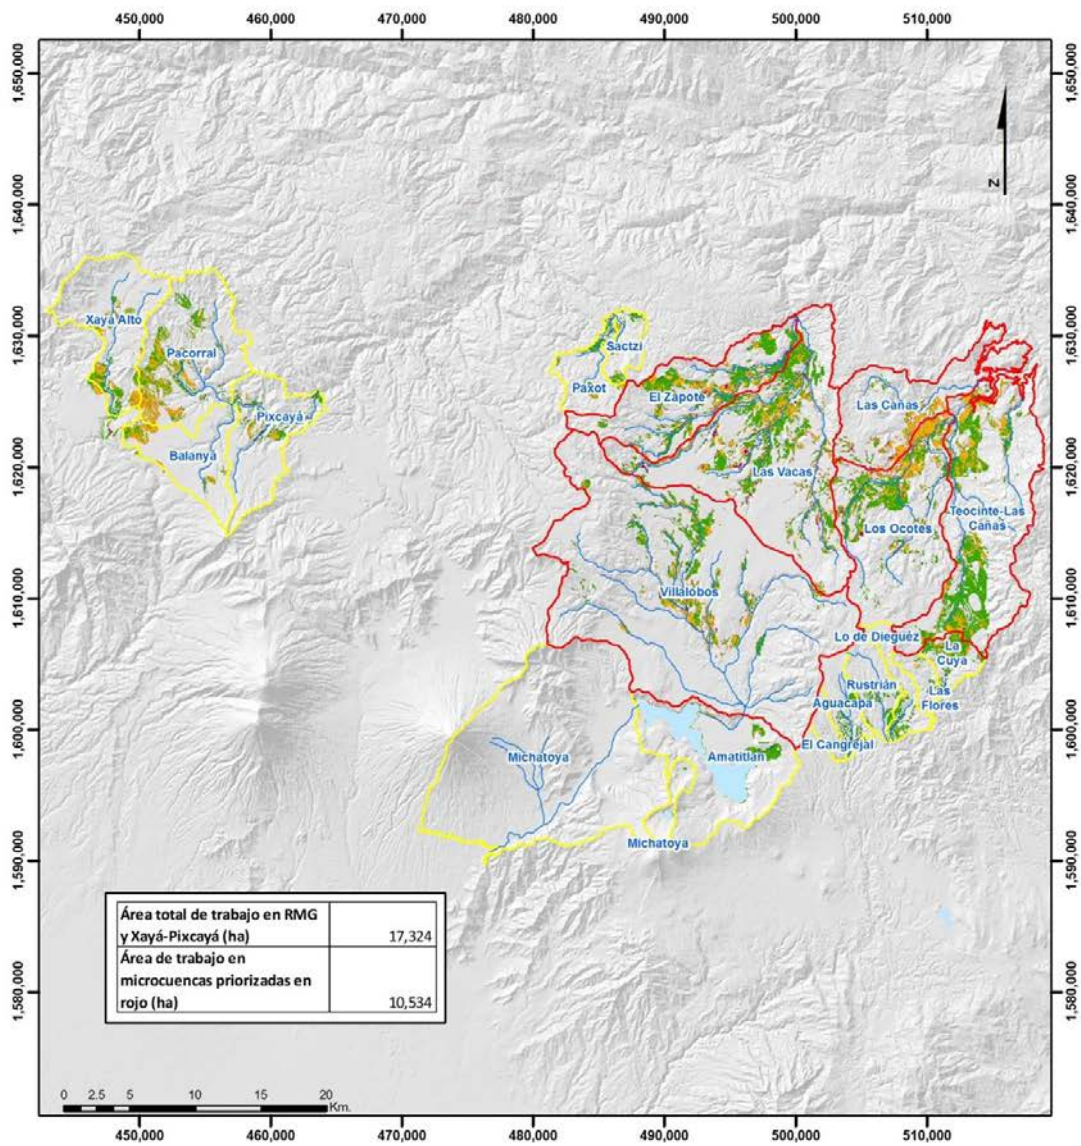 450,000 460,000 470,000 480,000 490,000 500,000 510,000
1,650,000 1,650,000
N
1,640,000 1,640,000
Xayá Alto
1,630,000 1,630,000
Sactzí
Pacorral
Paxot
El Zapote
Las Cañas
Pixcayá
Balanyá
1,620,000 1,620,000
Las Vacas
Teocinte-Las
Cañas
Los Ocotes
1,610,000 1,610,000
Villalobos
Lo de Dieguéz
La
Cuya
Rustrián
Las
Flores
Aguacapa
1,600,000 1,600,000
El Cangrejal
Michatoya
Amatitlán
Michatoya
1,590,000 1,590,000
Área total de trabajo en RMG
y Xayá-Pixcayá (ha) 17,324
Área de trabajo en
microcuencas priorizadas en
rojo (ha) 10,534
1,580,000 1,580,000
0 2.5 5 10 15 20
Km.
450,000 460,000 470,000 480,000 490,000 500,000 510,000